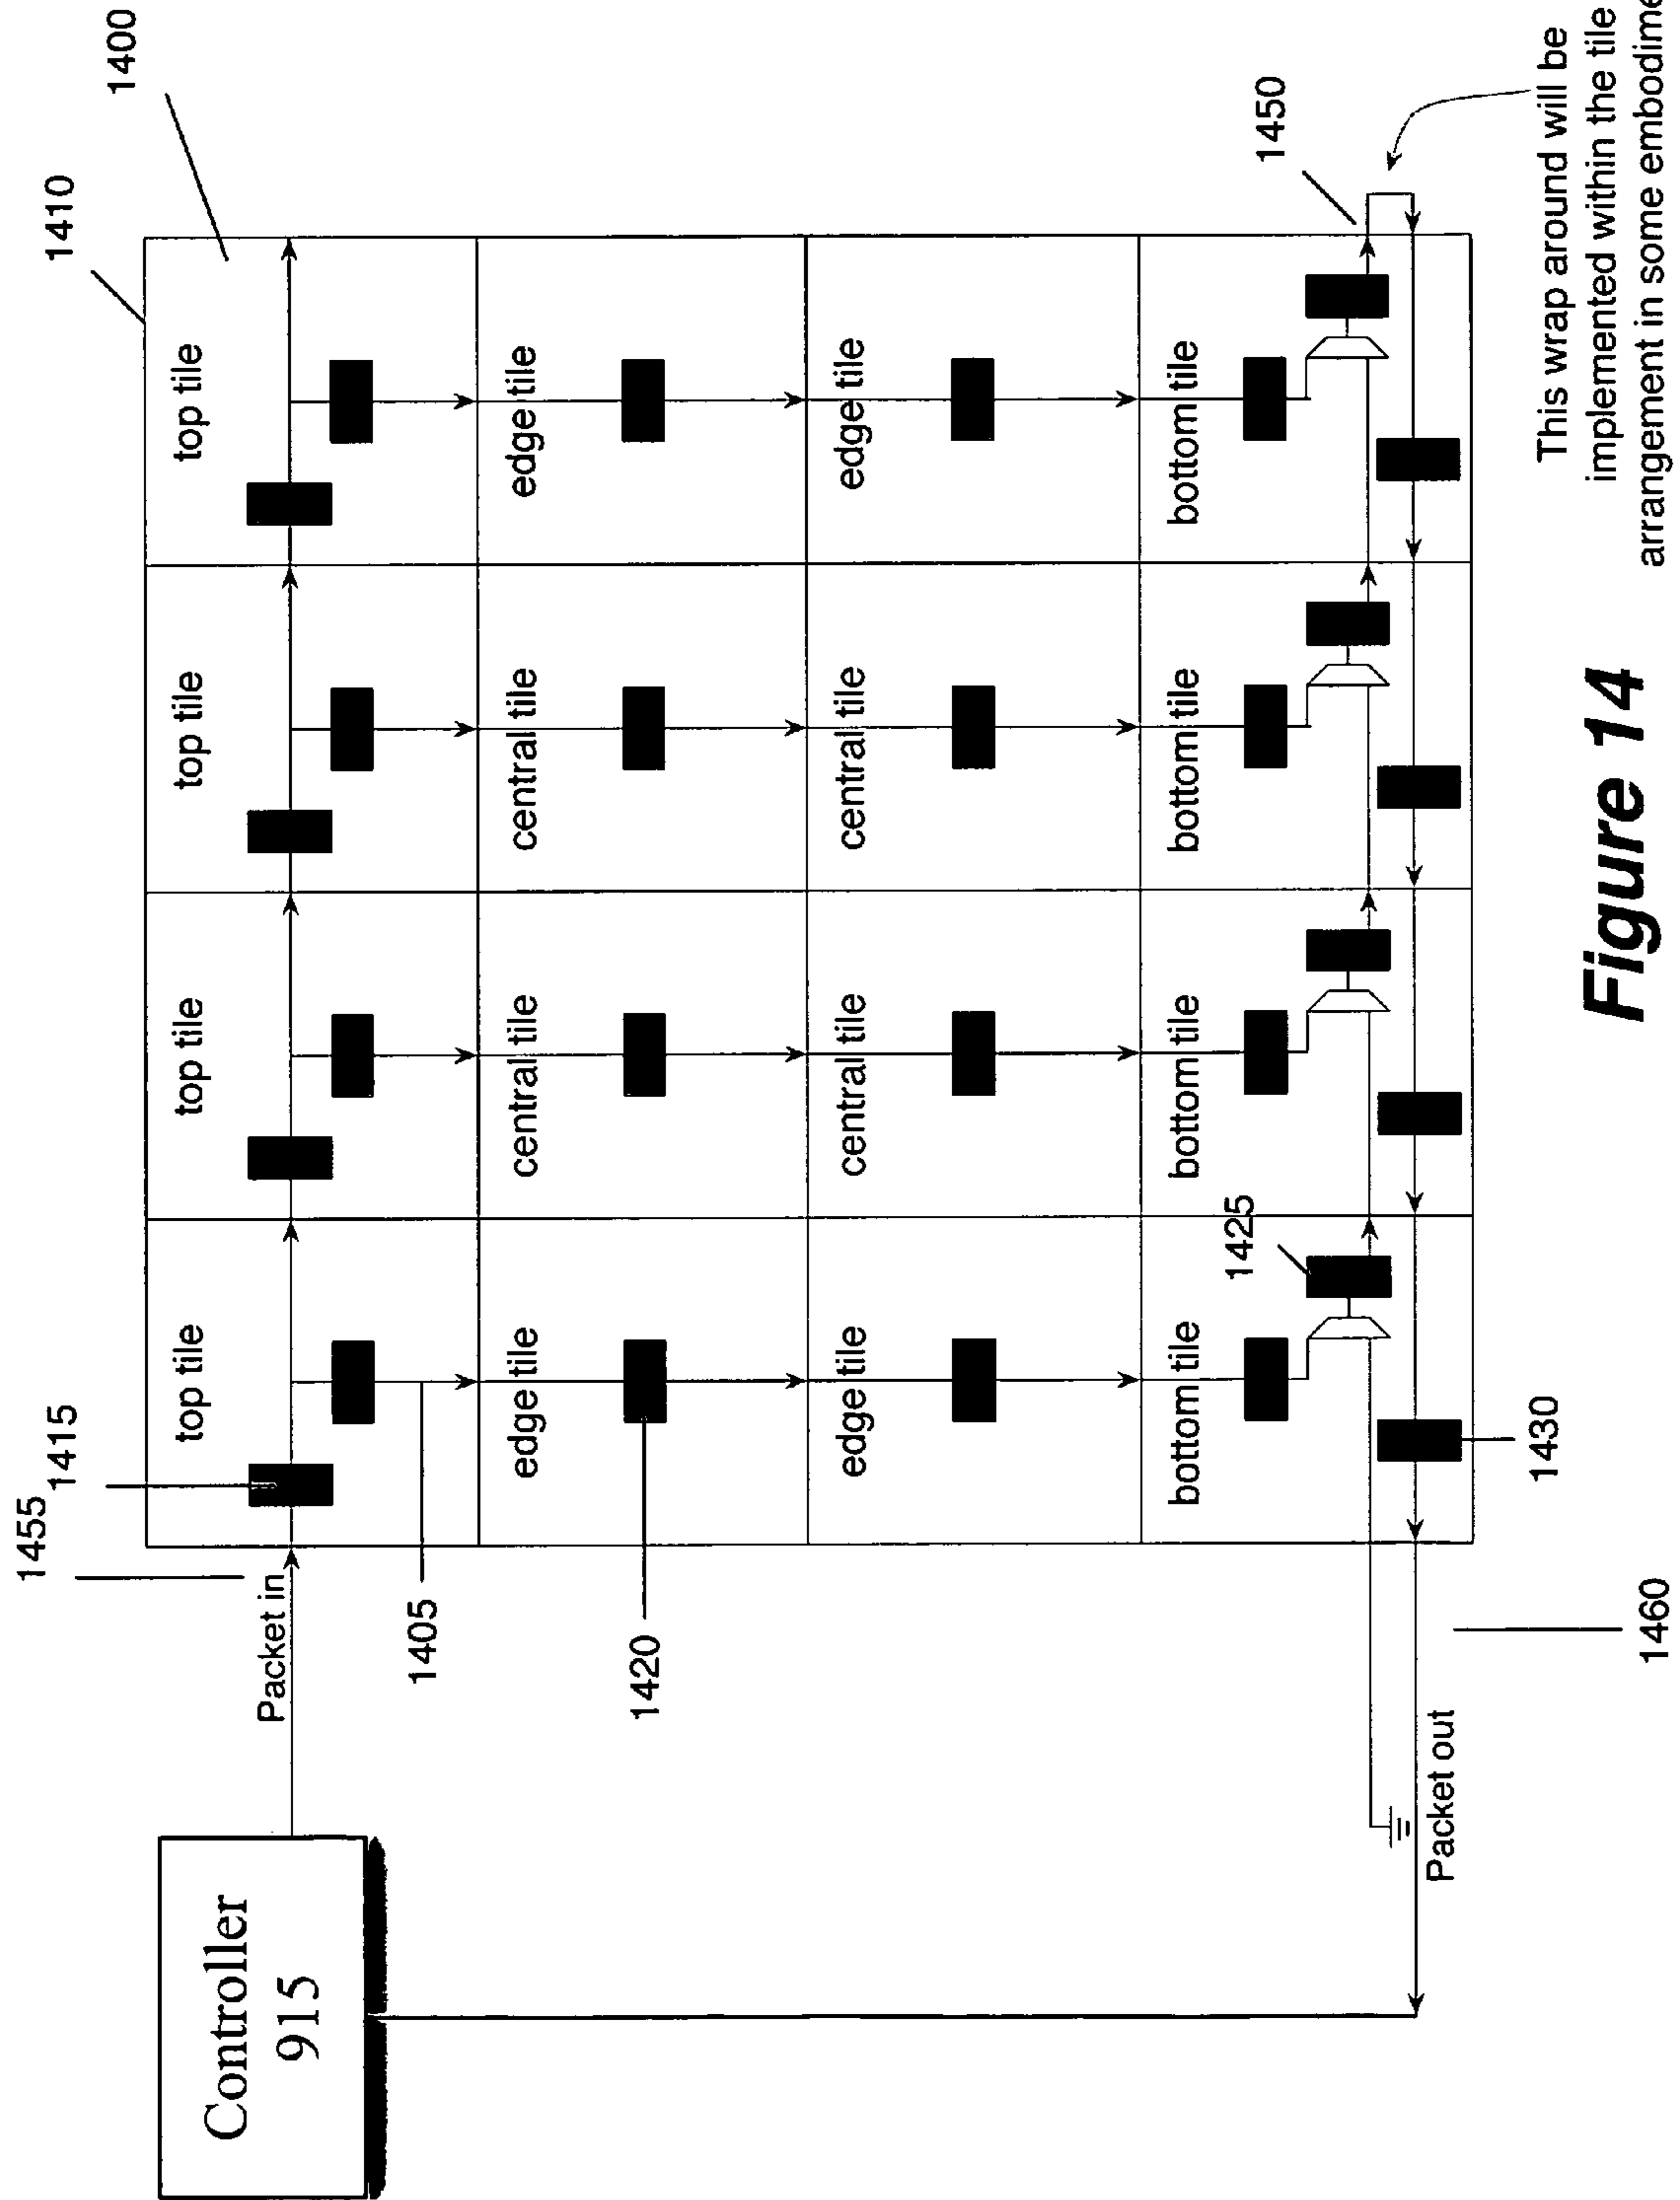 1455
1415
1410
1400
top tile
top tile
top tile
top tile
Controller
915
Packet in
1405
edge tile
central tile
central tile
edge tile
1420
edge tile
central tile
central tile
edge tile
bottom tile
bottom tile
bottom tile
bottom tile
1425
1450
Packet out
1430
1460
This wrap around will be
implemented within the tile
arrangement in some
Figure 14